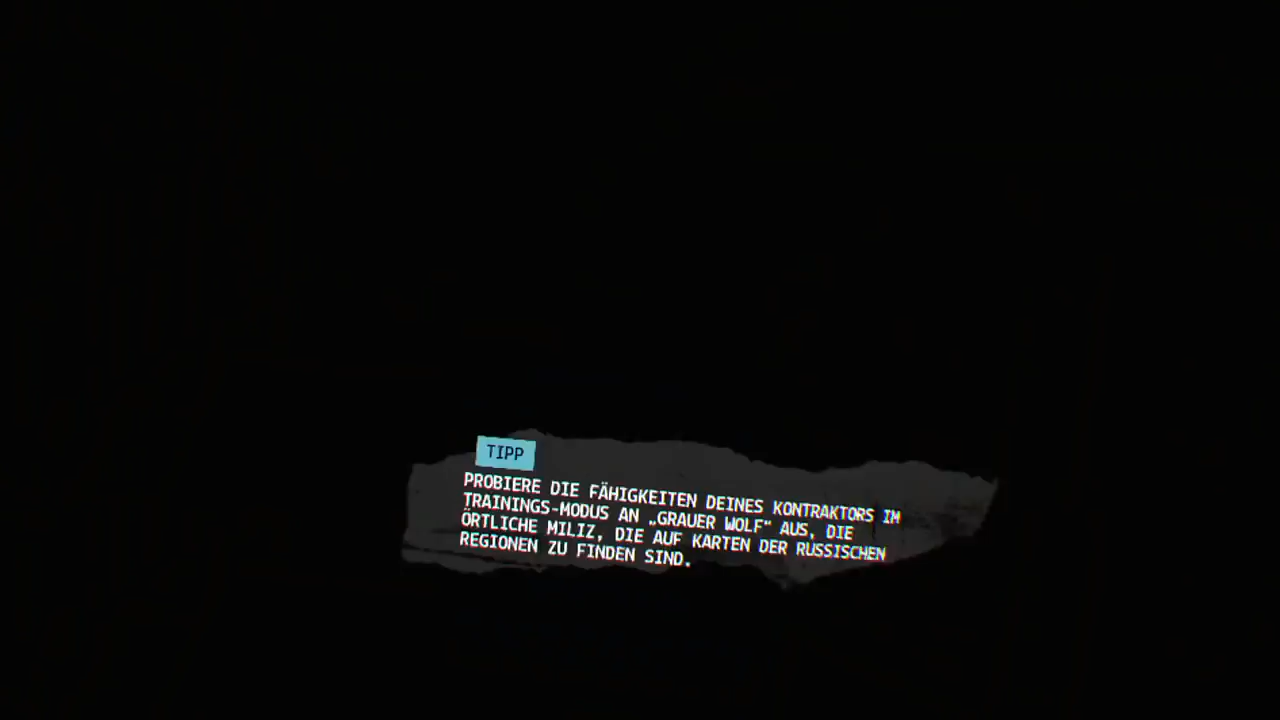 TIPP
PROBIERE DIE FÄHIGKEITEN DEINES KONTRAKTORS IM
TRAININGS-MODUS AN „GRAUER WOLF“ AUS, DIE
ÖRTLICHE MILIZ, DIE AUF KARTEN DER RUSSISCHEN
REGIONEN ZU FINDEN SIND.